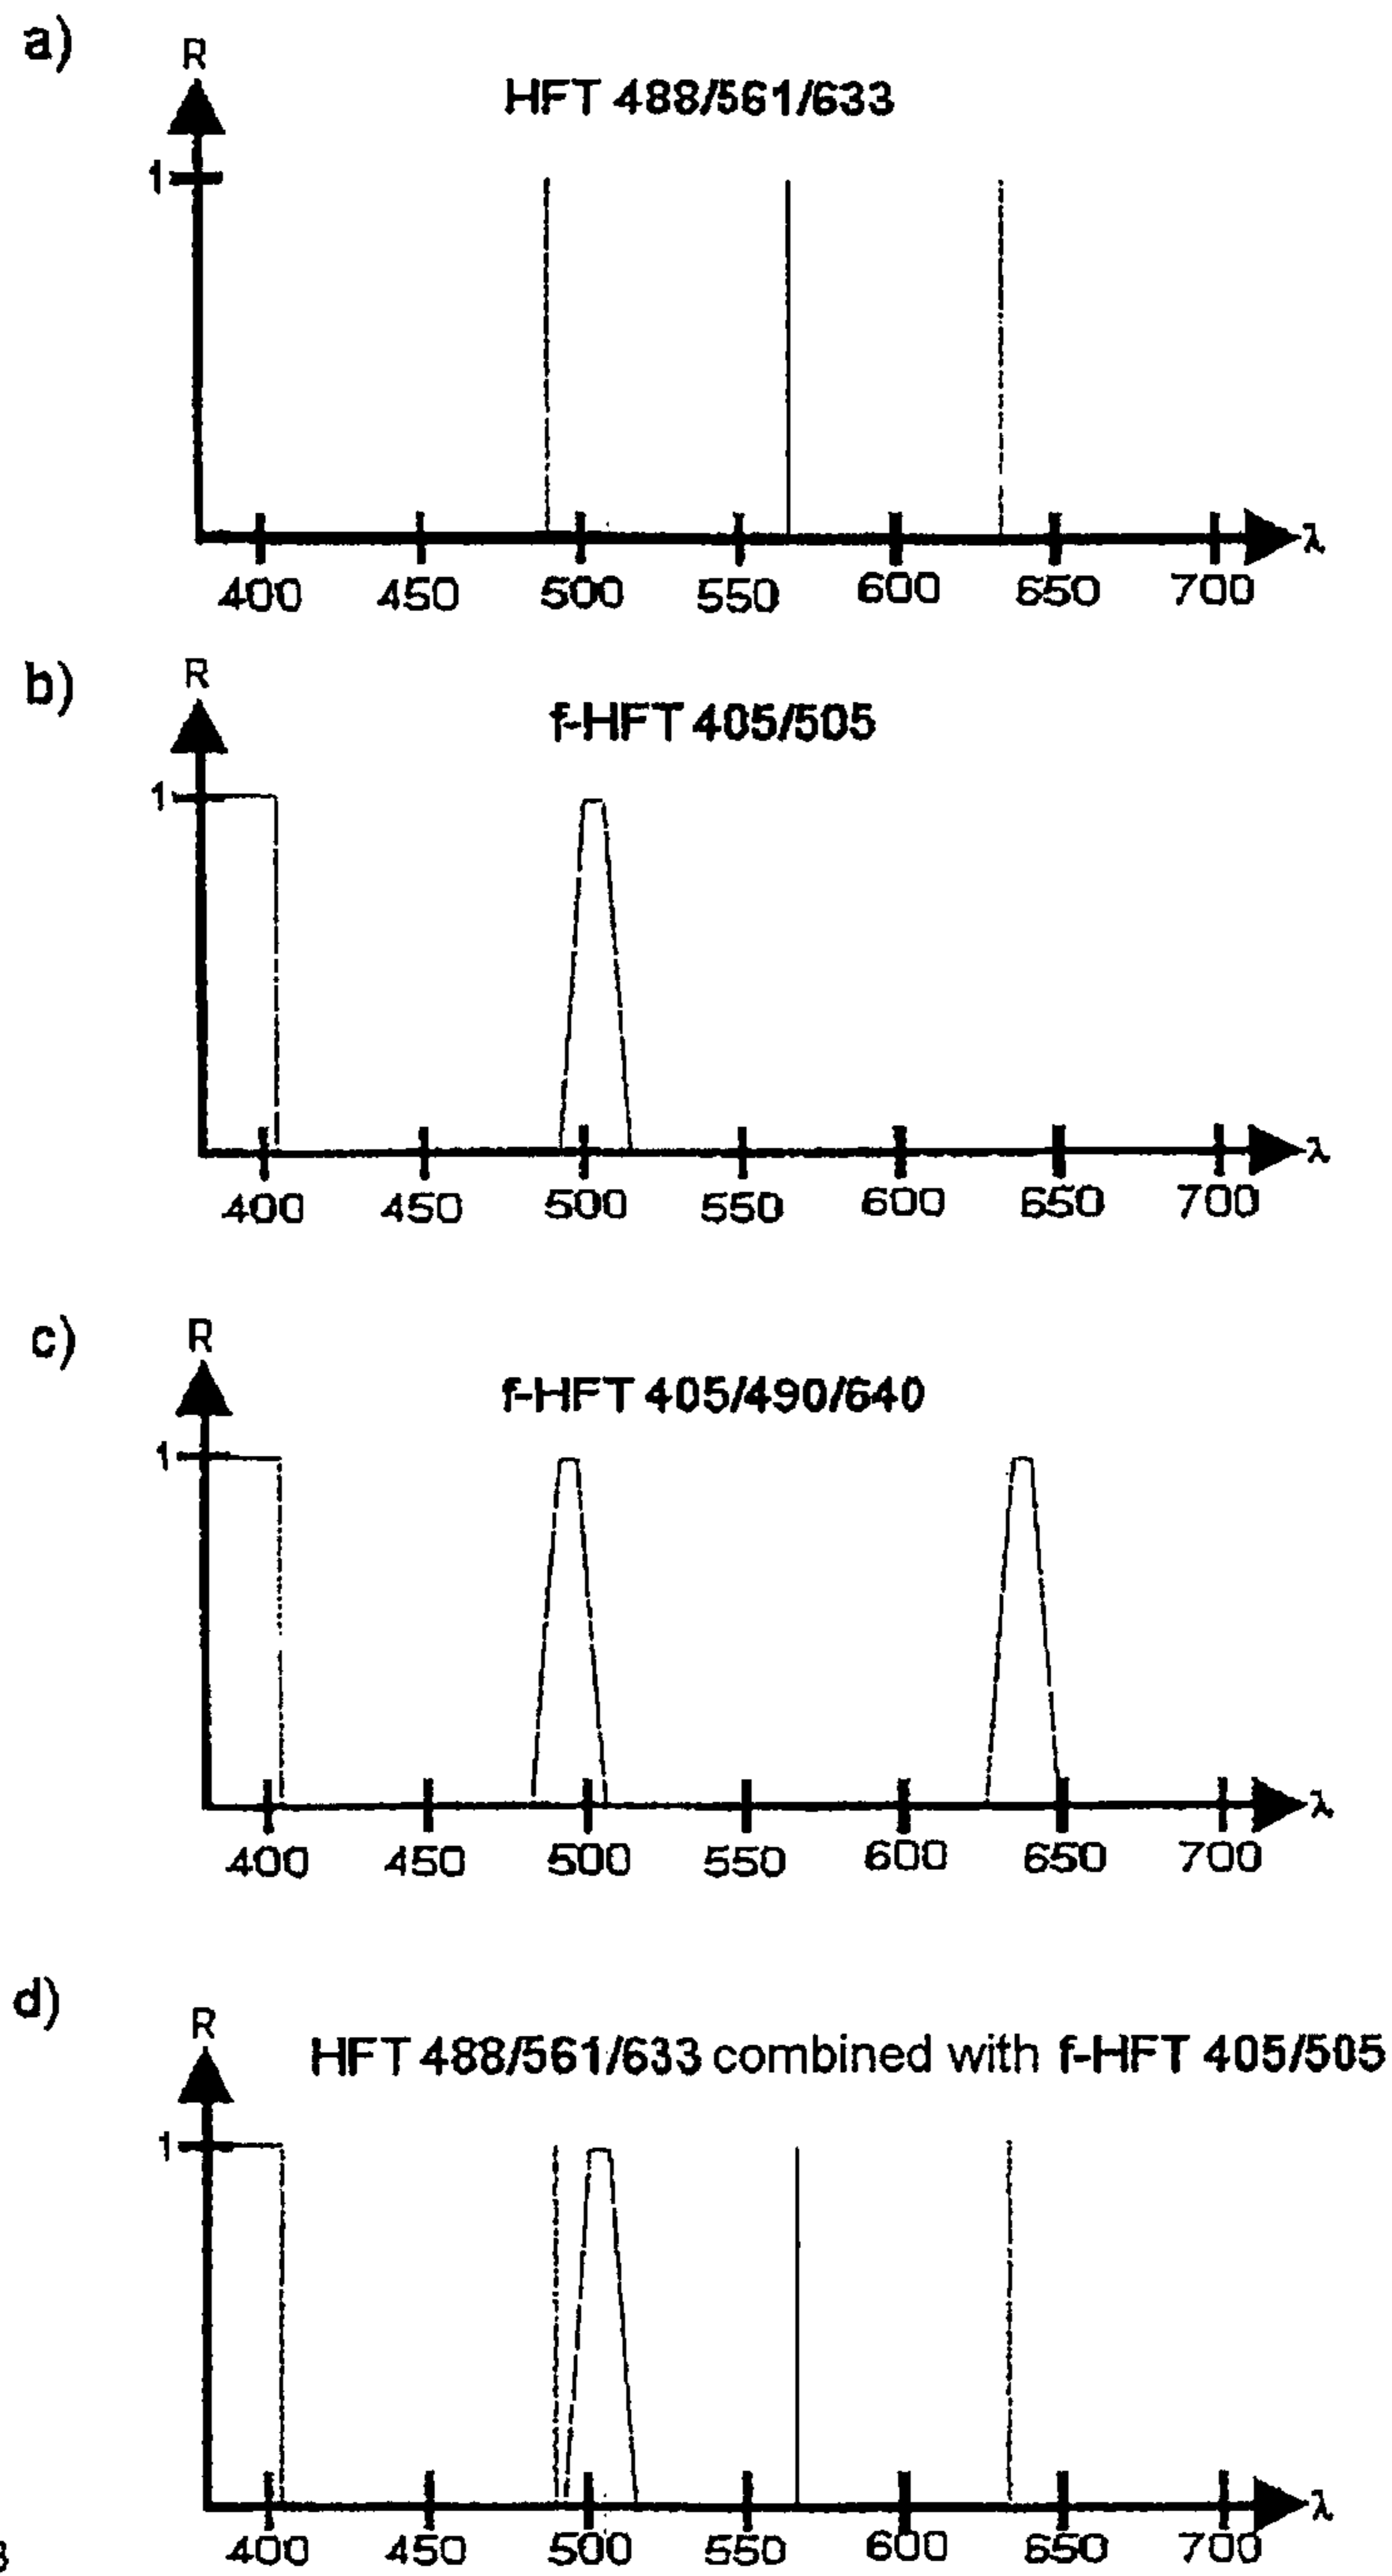 a)
R
HFT 488/561/633
1
λ
400 450 500 550 600 650 700
b)
R
f-HFT 405/505
1
λ
400 450 500 550 600 650 700
c)
R
f-HFT 405/490/640
1
λ
400 450 500 550 600 650 700
d)
R
HFT 488/561/633 combined with f-HFT 405/505
1
λ
400 450 500 550 600 650 700